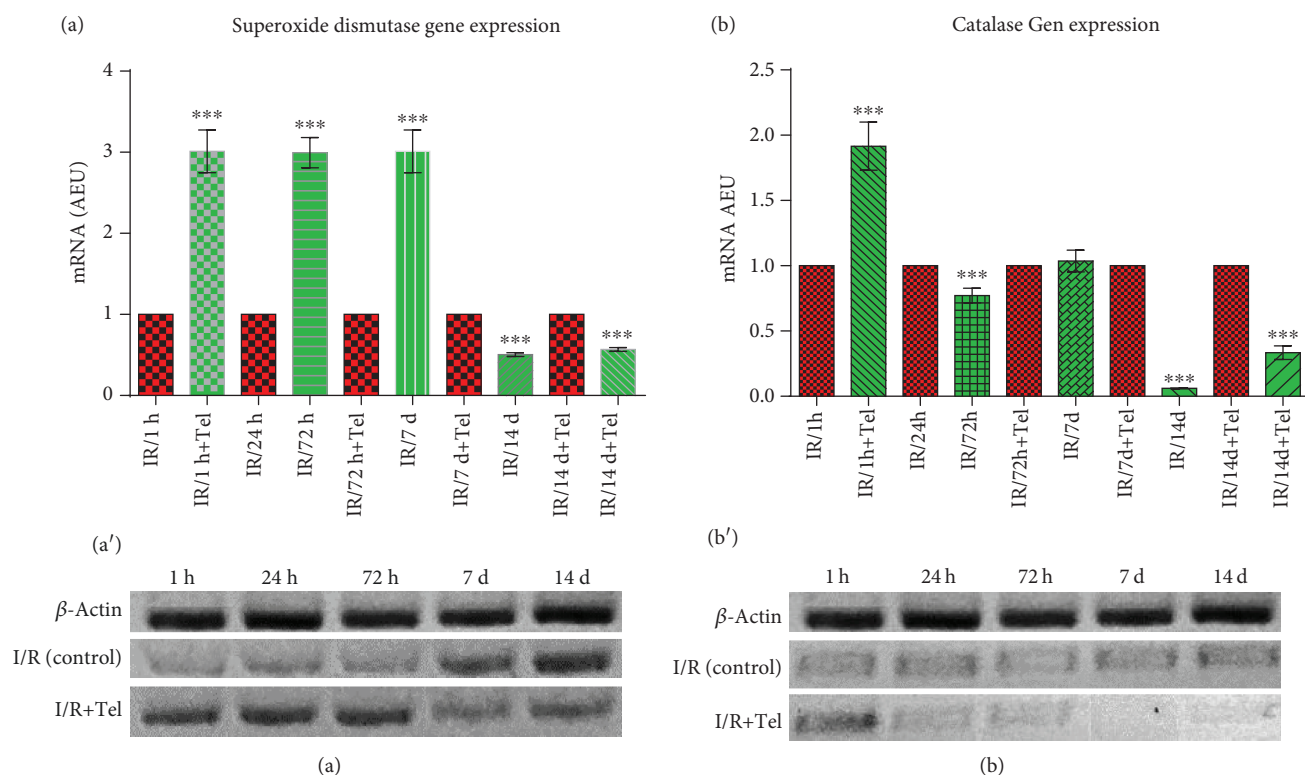 (a)
Superoxide dismutase gene expression
mRNA (AEU)
4
3
2
1
0
***
***
***
***
***
IR/1 h
IR/1 h+Tel
IR/24 h
IR/72 h
IR/72 h+Tel
IR/7 d
IR/7 d+Tel
IR/14 d
IR/14 d+Tel
IR/14 d+Tel
(a′)
1 h 24 h 72 h 7 d 14 d
β-Actin
I/R (control)
I/R+Tel
(a)
(b)
Catalase Gen expression
mRNA AEU
2.5
2.0
1.5
1.0
0.5
0.0
***
***
***
***
IR/1h
IR/1h+Tel
IR/24h
IR/72h
IR/72h+Tel
IR/7d
IR/7d+Tel
IR/14d
IR/14d+Tel
IR/14d+Tel
(b′)
1 h 24 h 72 h 7 d 14 d
β-Actin
I/R (control)
I/R+Tel
(b)